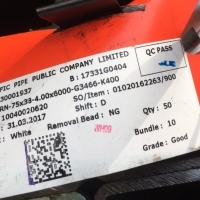 FIC PIPE PUBLIC COMPANY LIMITED
QC PASS
30001937
B : 17331G0404
RN-75x33-4.00x6000-G3466-K400
10040020620
SO/Item : 01020162263/900
: 31.03.2017
Shift : D
: White
Removal Bead : NG
Qty : 50
Bundle : 10
Grade : Good